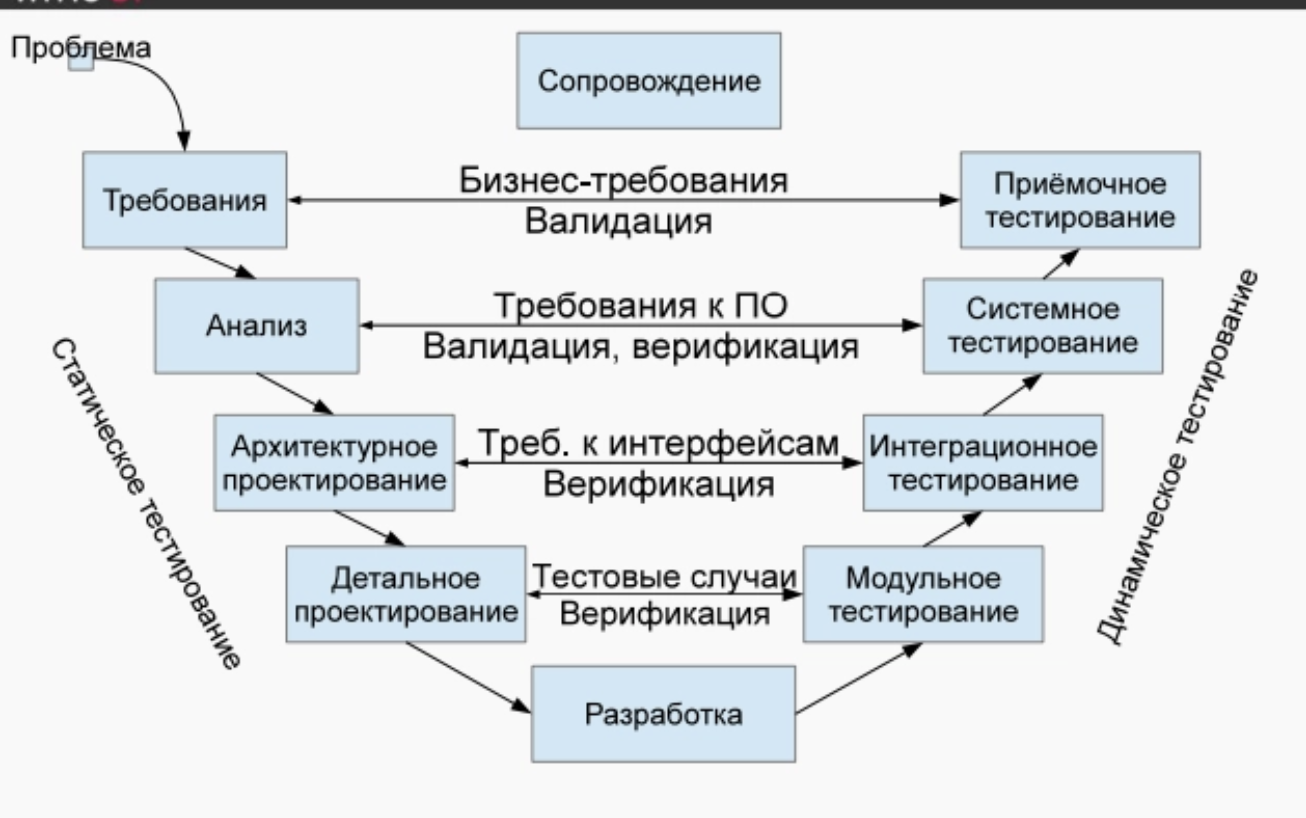 Проблема
Сопровождение
Требования
Бизнес-требования
Валидация
Приёмочное
тестирование
Анализ
Требования к ПО
Валидация, верификация
Системное
тестирование
Архитектурное
проектирование
Треб. к интерфейсам
Верификация
Интеграционное
тестирование
Детальное
проектирование
Тестовые случаи
Верификация
Модульное
тестирование
Разработка
Статическое тестирование
Динамическое тестирование